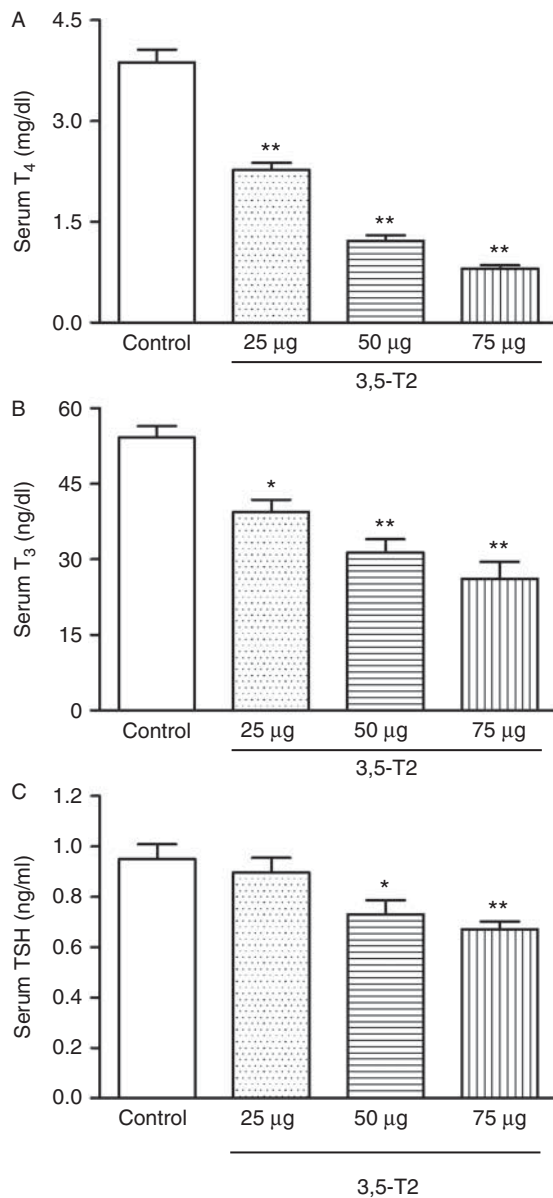 A
Serum T4 (mg/dl)
4.5
3.0
1.5
0.0
**
**
**
Control
25 μg
50 μg
75 μg
3,5-T2
B
Serum T3 (ng/dl)
60
45
30
15
0
*
**
**
Control
25 μg
50 μg
75 μg
3,5-T2
C
Serum TSH (ng/ml)
1.2
1.0
0.8
0.6
0.4
0.2
0.0
*
**
Control
25 μg
50 μg
75 μg
3,5-T2